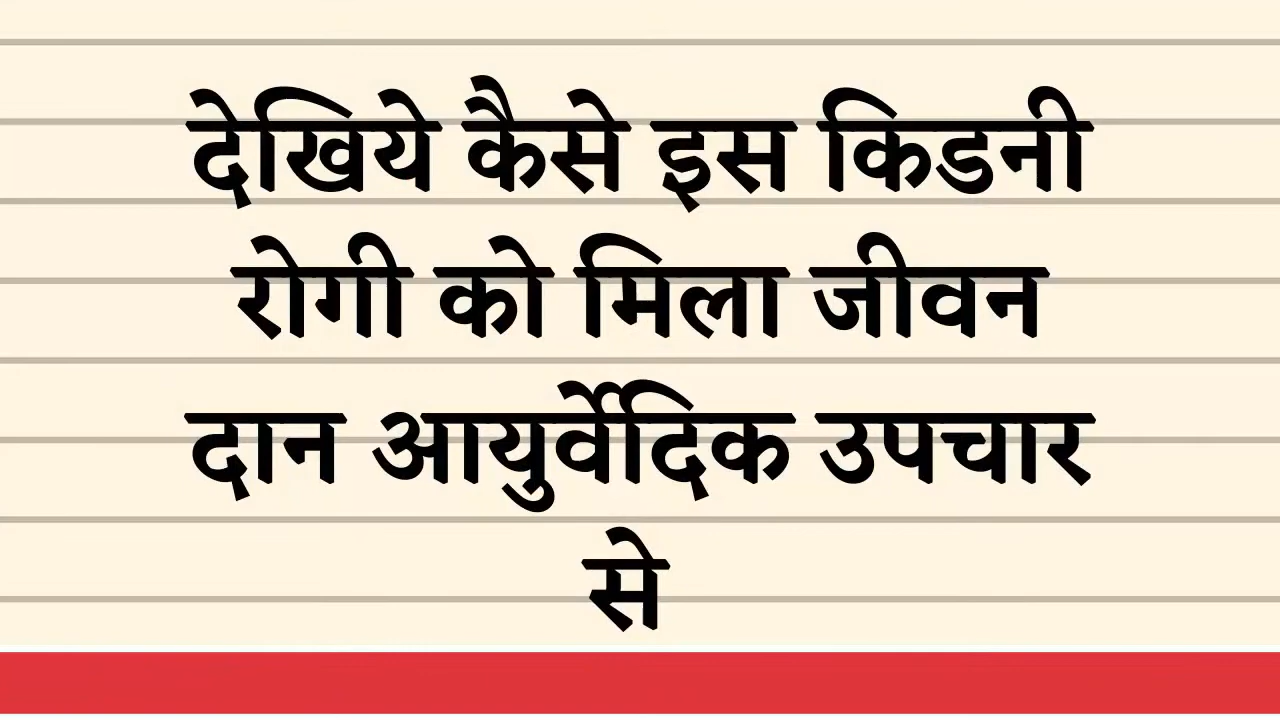 देखिये कैसे इस किडनी
रोगी को मिला जीवन
दान आयुर्वेदिक उपचार
से